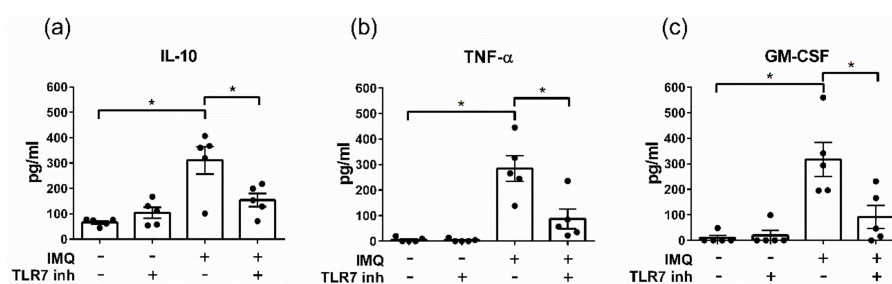 (a)
IL-10
600
500
400
300
200
100
0
pg/ml
*
*
IMQ - - + +
TLR7 inh - + - +
(b)
TNF-α
600
500
400
300
200
100
0
pg/ml
*
*
IMQ - - + +
TLR7 inh - + - +
(c)
GM-CSF
600
500
400
300
200
100
0
pg/ml
*
*
IMQ - - + +
TLR7 inh - + - +